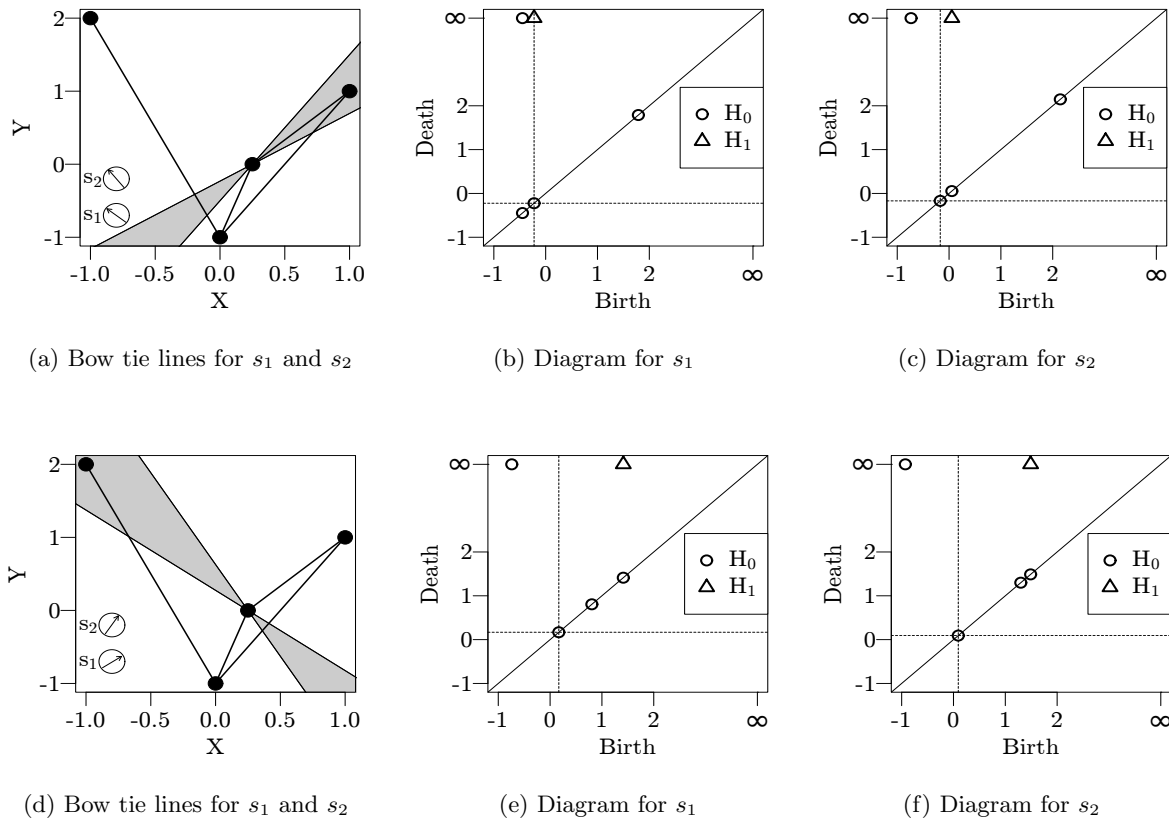 2
1
0
-1
Y
s2
s1
-1.0 -0.5 0.0 0.5 1.0
X
(a) Bow tie lines for s1 and s2
∞
2
1
0
-1
Death
H0
H1
-1 0 1 2 ∞
Birth
(b) Diagram for s1
∞
2
1
0
-1
Death
H0
H1
-1 0 1 2 ∞
Birth
(c) Diagram for s2
2
1
0
-1
Y
s2
s1
-1.0 -0.5 0.0 0.5 1.0
X
(d) Bow tie lines for s1 and s2
∞
2
1
0
-1
Death
H0
H1
-1 0 1 2 ∞
Birth
(e) Diagram for s1
∞
2
1
0
-1
Death
H0
H1
-1 0 1 2 ∞
Birth
(f) Diagram for s2